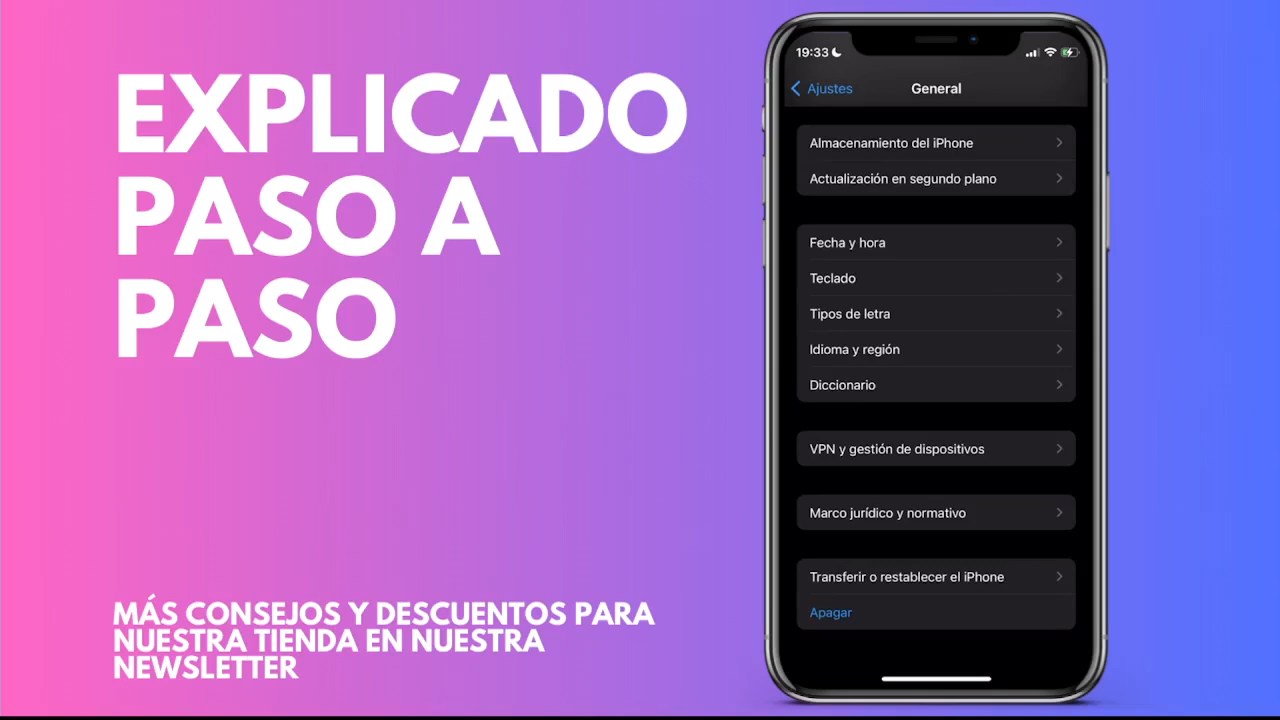 EXPLICADO
PASO A
PASO
MÁS CONSEJOS Y DESCUENTOS PARA
NUESTRA TIENDA EN NUESTRA
NEWSLETTER
19:33
Ajustes
General
Almacenamiento del iPhone
Actualización en segundo plano
Fecha y hora
Teclado
Tipos de letra
Idioma y región
Diccionario
VPN y gestión de dispositivos
Marco jurídico y normativo
Transferir o restablecer el iPhone
Apagar